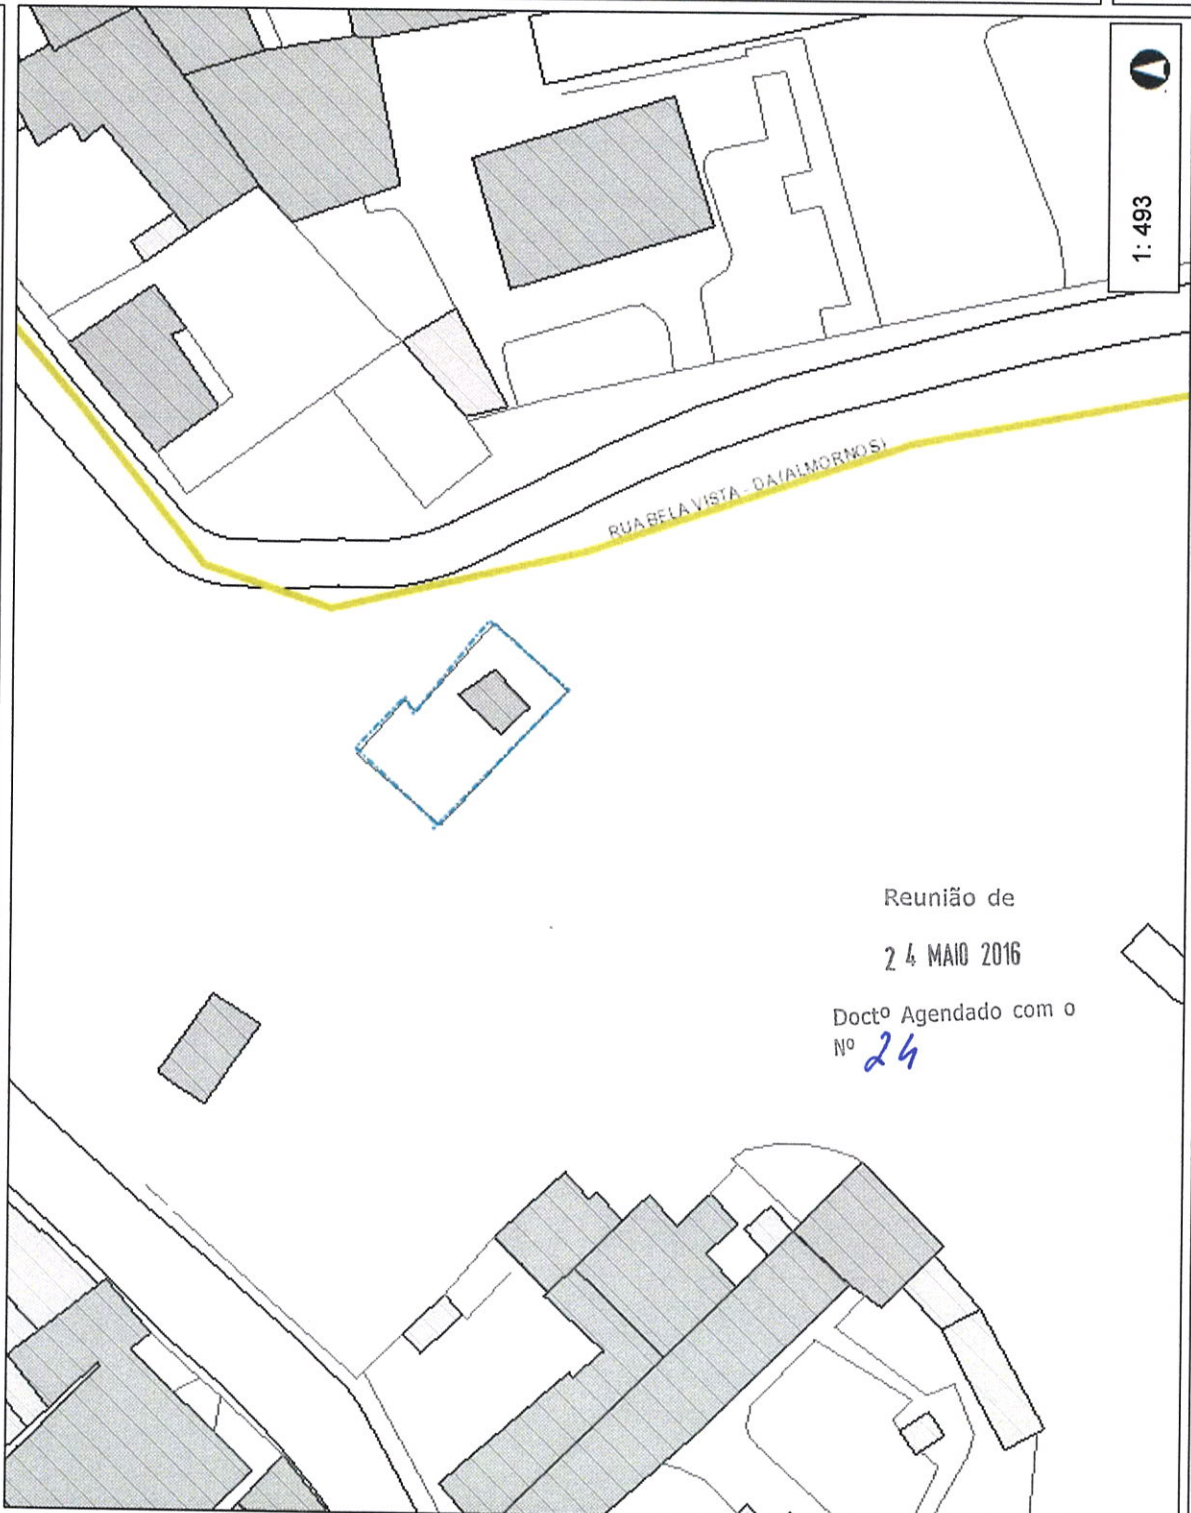 1: 493
RUA BELA VISTA - DA (ALMORNOS)
Reunião de
24 MAIO 2016
Doctº Agendado com o
Nº 24